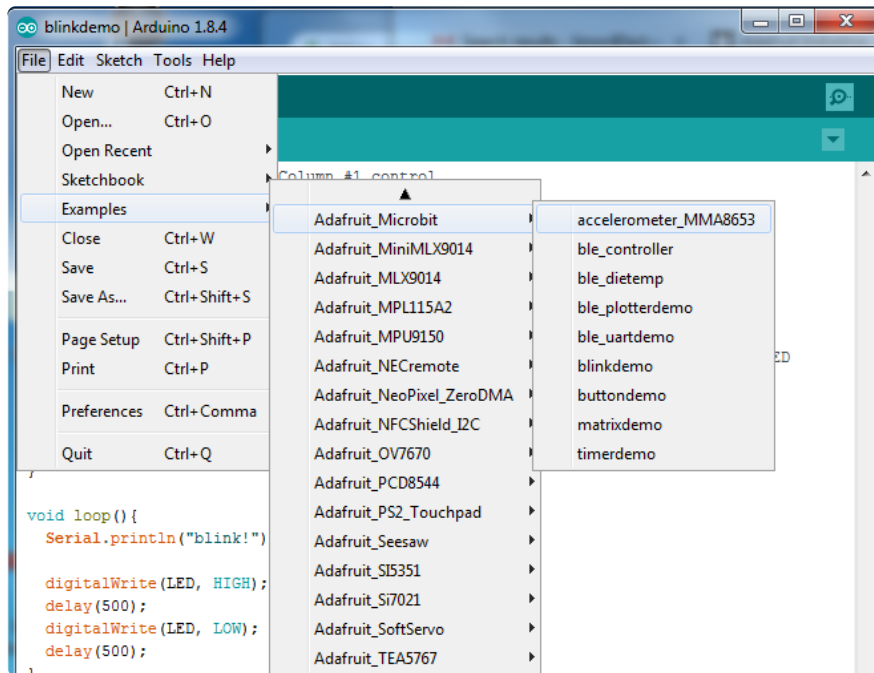 blinkdemo | Arduino 1.8.4
File Edit Sketch Tools Help
New Ctrl+N
Open... Ctrl+O
Open Recent
Sketchbook
Examples
Close Ctrl+W
Save Ctrl+S
Save As... Ctrl+Shift+S
Page Setup Ctrl+Shift+P
Print Ctrl+P
Preferences Ctrl+Comma
Quit Ctrl+Q
Column #1 control
Adafruit_Microbit
Adafruit_MiniMLX9014
Adafruit_MLX9014
Adafruit_MPL115A2
Adafruit_MPU9150
Adafruit_NECremote
Adafruit_NeoPixel_ZeroDMA
Adafruit_NFCShield_I2C
Adafruit_OV7670
Adafruit_PCD8544
Adafruit_PS2_Touchpad
Adafruit_Seesaw
Adafruit_SI5351
Adafruit_Si7021
Adafruit_SoftServo
Adafruit_TEA5767
accelerometer_MMA8653
ble_controller
ble_dietemp
ble_plotterdemo
ble_uartdemo
blinkdemo
buttondemo
matrixdemo
timerdemo
ED
}
void loop(){
Serial.println("blink!")
digitalWrite(LED, HIGH);
delay(500);
digitalWrite(LED, LOW);
delay(500);